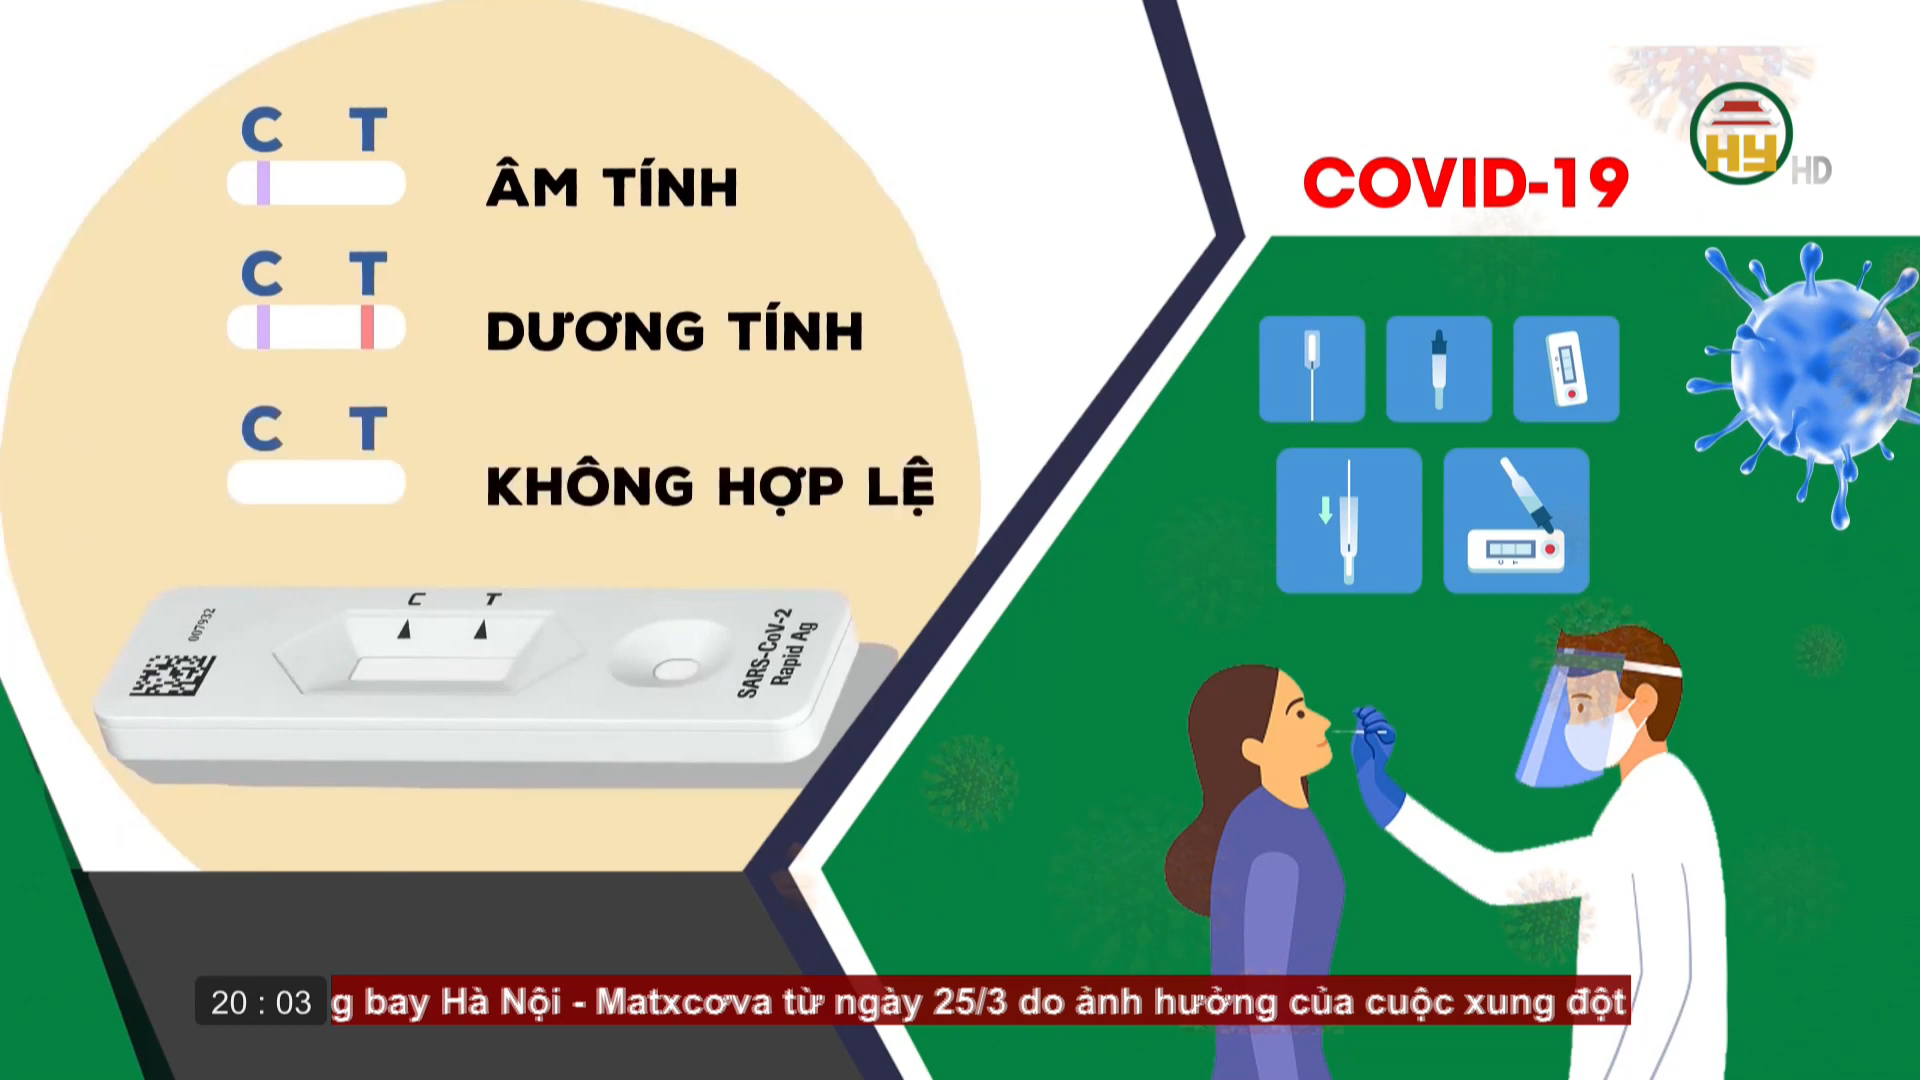 C T
ÂM TÍNH
C T
DƯƠNG TÍNH
C T
KHÔNG HỢP LỆ
C T
007932
SARS-CoV-2
Rapid Ag
COVID-19
HY HD
C T
20 : 03
g bay Hà Nội - Matxcơva từ ngày 25/3 do ảnh hưởng của cuộc xung đột